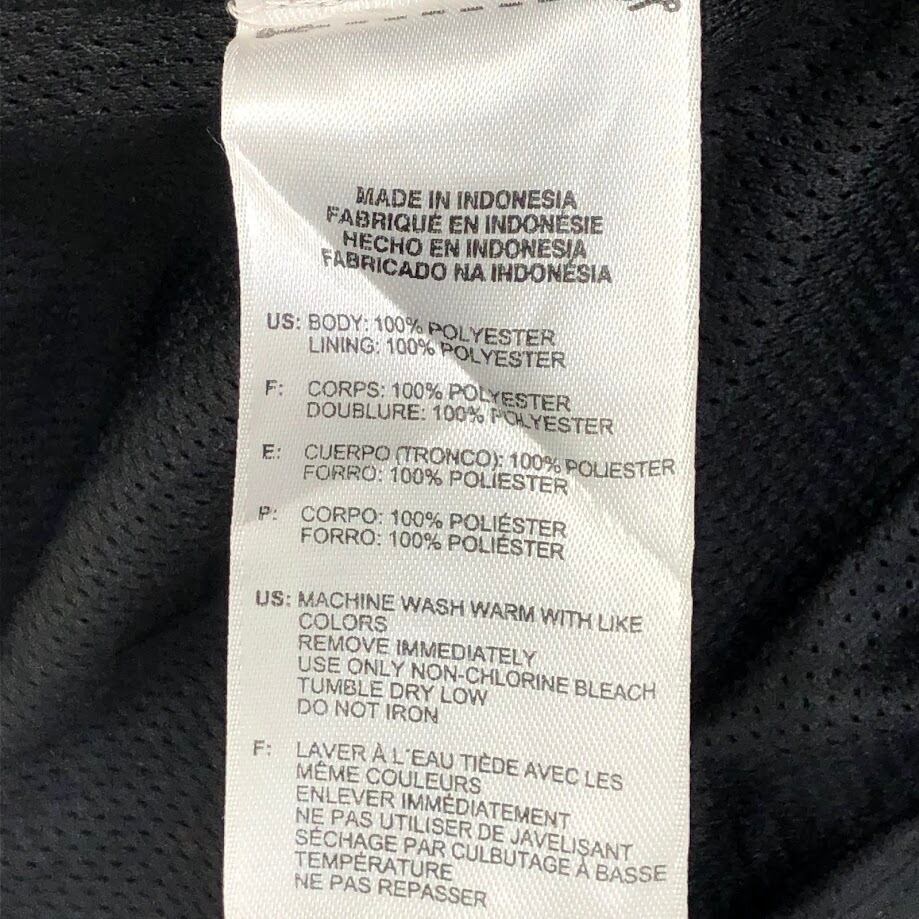 MADE IN INDONESIA
FABRIQUÉ EN INDONÉSIE
HECHO EN INDONESIA
FABRICADO NA INDONÉSIA
US: BODY: 100% POLYESTER
LINING: 100% POLYESTER
F: CORPS: 100% POLYESTER
DOUBLURE: 100% POLYESTER
E: CUERPO (TRONCO): 100% POLIESTER
FORRO: 100% POLIESTER
P: CORPO: 100% POLIÉSTER
FORRO: 100% POLIÉSTER
US: MACHINE WASH WARM WITH LIKE
COLORS
REMOVE IMMEDIATELY
USE ONLY NON-CHLORINE BLEACH
TUMBLE DRY LOW
DO NOT IRON
F: LAVER À L'EAU TIÈDE AVEC LES
MÊME COULEURS
ENLEVER IMMÉDIATEMENT
NE PAS UTILISER DE JAVELISANT
SÉCHAGE PAR CULBUTAGE À BASSE
TEMPÉRATURE
NE PAS REPASSER